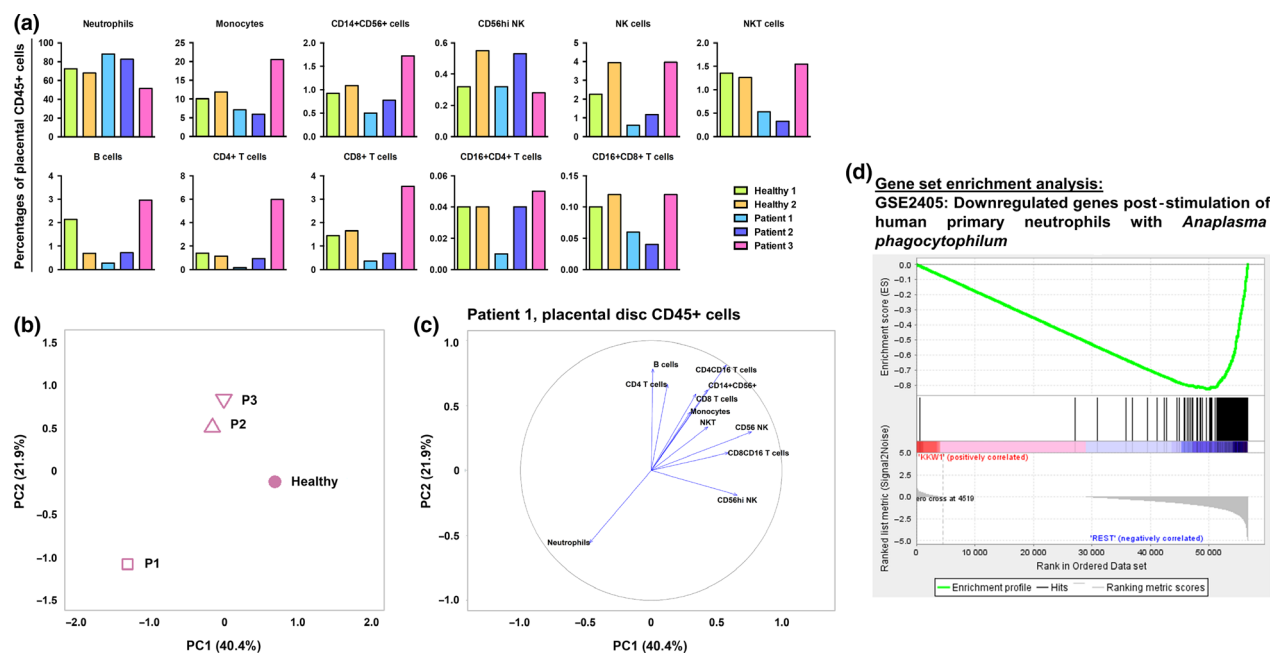 (a)
Percentages of placental CD45+ cells
Neutrophils
100
80
60
40
20
0
Monocytes
25
20
15
10
5
0
CD14+CD56+ cells
2.0
1.5
1.0
0.5
0.0
CD56hi NK
0.6
0.4
0.2
0.0
NK cells
5
4
3
2
1
0
NKT cells
2.0
1.5
1.0
0.5
0.0
B cells
4
3
2
1
0
CD4+ T cells
8
6
4
2
0
CD8+ T cells
4
3
2
1
0
CD16+CD4+ T cells
0.06
0.04
0.02
0.00
CD16+CD8+ T cells
0.15
0.10
0.05
0.00
Healthy 1
Healthy 2
Patient 1
Patient 2
Patient 3
(b)
PC2 (21.9%)
1.5
1.0
0.5
0
−0.5
−1.0
−1.5
P3
P2
Healthy
P1
−2.0 −1.0 0 1.0 2.0
PC1 (40.4%)
(c)
Patient 1, placental disc CD45+ cells
PC2 (21.9%)
1.0
0.5
0
−0.5
−1.0
B cells
CD4CD16 T cells
CD4 T cells
CD14+CD56+
CD8 T cells
Monocytes
NKT
CD56 NK
CD8CD16 T cells
CD56hi NK
Neutrophils
−1.0 −0.5 0 0.5 1.0
PC1 (40.4%)
(d)
Gene set enrichment analysis:
GSE2405: Downregulated genes post-stimulation of
human primary neutrophils with Anaplasma
phagocytophilum
Enrichment score (ES)
0.0
−0.1
−0.2
−0.3
−0.4
−0.5
−0.6
−0.7
−0.8
Ranked list metric (Signal2Noise)
5.0
2.5
0.0
−2.5
−5.0
'KKW1' (positively correlated)
ero cross at 4519
'REST' (negatively correlated)
0 10 000 20 000 30 000 40 000 50 000
Rank in Ordered Data set
Enrichment profile Hits Ranking metric scores